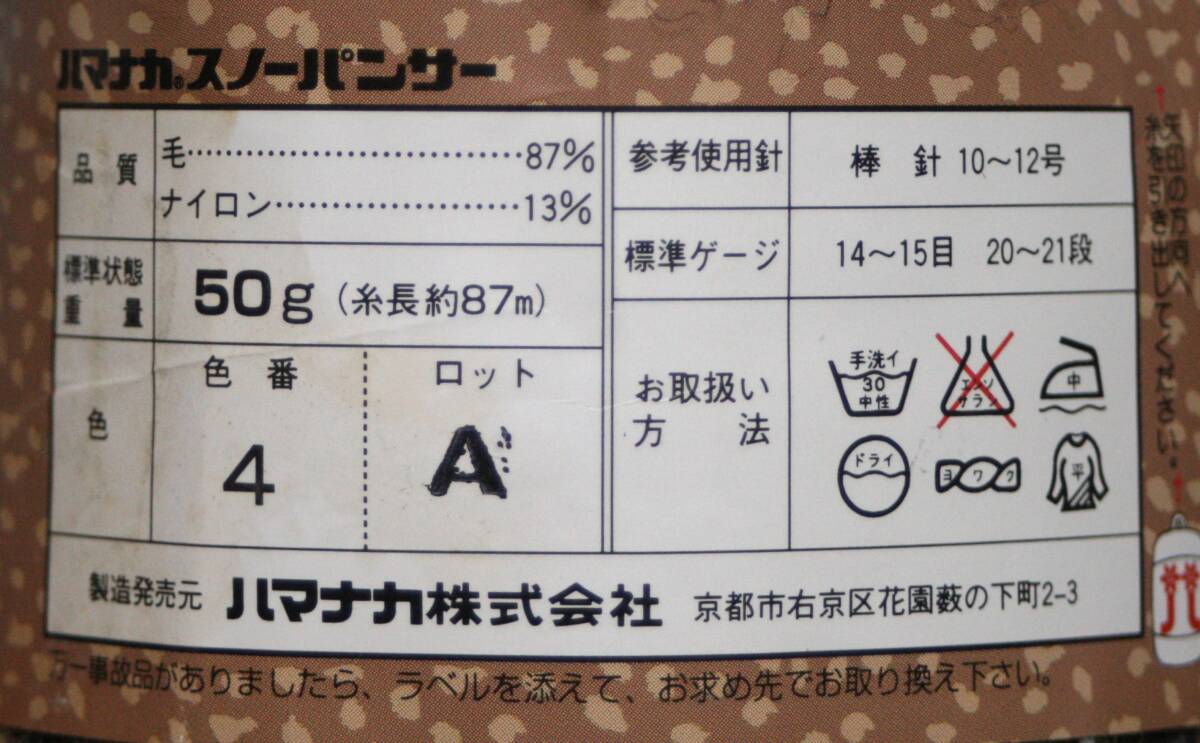 ハマナカ®スノーパンサー
品質
毛……………………………87%
ナイロン……………………13%
標準状態
重量
50g(糸長約87m)
色
色番
ロット
4
A
参考使用針
棒針 10〜12号
標準ゲージ
14〜15目 20〜21段
お取扱い
方法
手洗イ
30
中性
エンソ
サラシ
中
ドライ
ヨワク
平
製造発売元 ハマナカ株式会社 京都市右京区花園薮の下町2-3
万一事故品がありましたら、ラベルを添えて、お求め先でお取り換え下さい。
↑矢印の方向へ
糸を引き出してください。↑